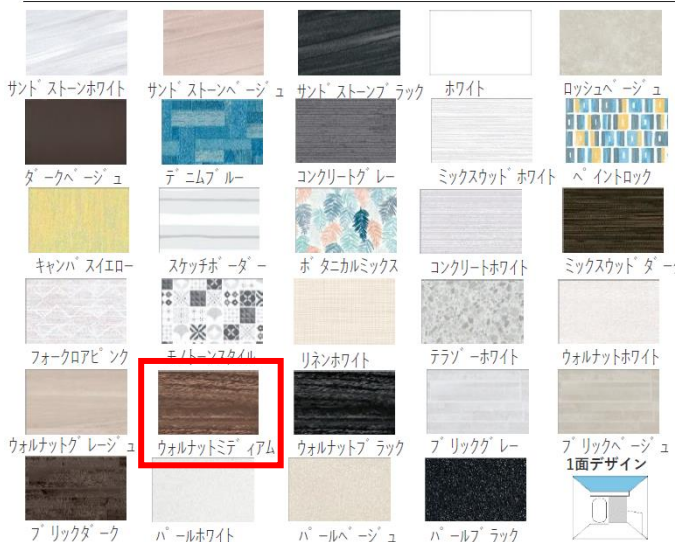 サンドストーンホワイト サンドストーンベージュ サンドストーンブラック ホワイト ロッシュベージュ
ダークベージュ デニムブルー コンクリートグレー ミックスウッドホワイト ペイントロック
キャンバスイエロー スケッチボーダー ボタニカルミックス コンクリートホワイト ミックスウッドダーク
フォークロアピンク モノトーンスタイル リネンホワイト テラゾーホワイト ウォルナットホワイト
ウォルナットグレージュ ウォルナットミディアム ウォルナットブラック ブリックグレー ブリックベージュ
1面デザイン
ブリックダーク パールホワイト パールベージュ パールブラック